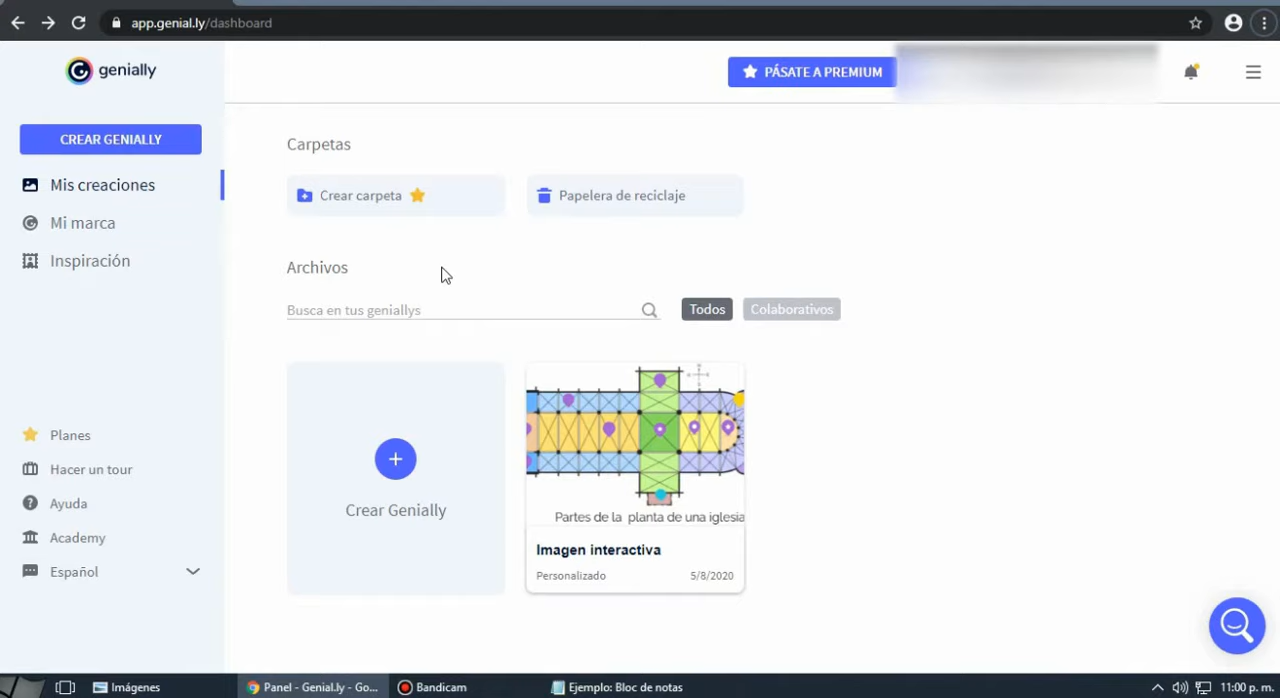 app.genial.ly/dashboard
genially
PÁSATE A PREMIUM
CREAR GENIALLY
Mis creaciones
Mi marca
Inspiración
Planes
Hacer un tour
Ayuda
Academy
Español
Carpetas
Crear carpeta
Papelera de reciclaje
Archivos
Busca en tus geniallys
Todos
Colaborativos
Crear Genially
Partes de la planta de una iglesia
Imagen interactiva
Personalizado
5/8/2020
Imágenes
Panel - Genial.ly - Go...
Bandicam
Ejemplo: Bloc de notas
11:00 p. m.